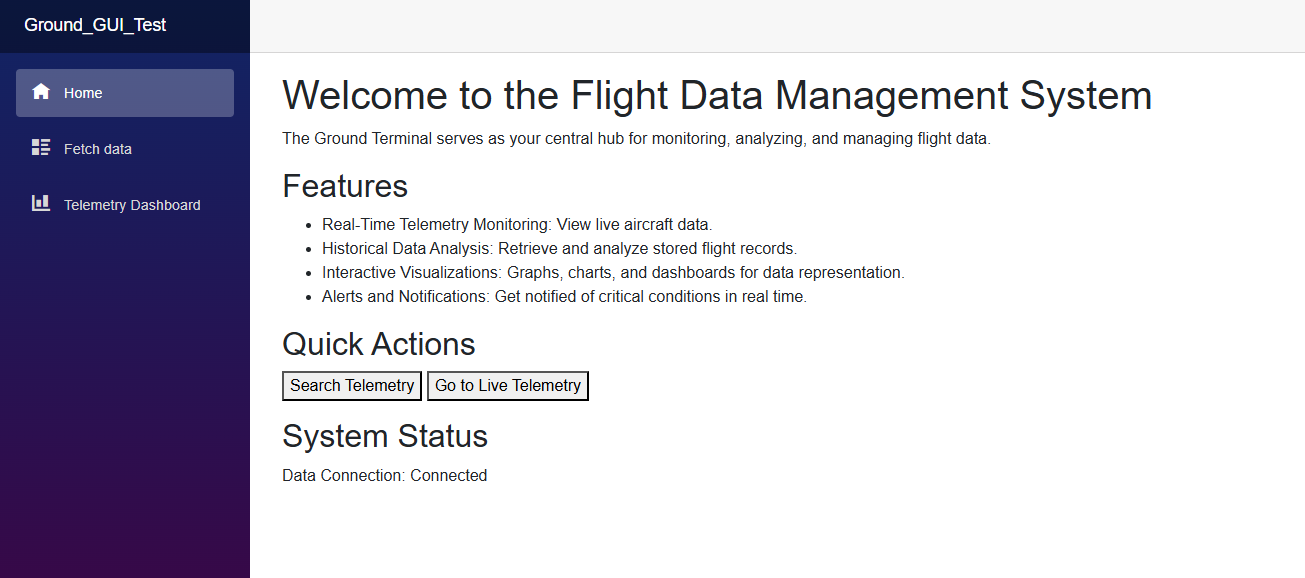 Ground_GUI_Test
Home
Fetch data
Telemetry Dashboard
Welcome to the Flight Data Management System
The Ground Terminal serves as your central hub for monitoring, analyzing, and managing flight data.
Features
Real-Time Telemetry Monitoring: View live aircraft data.
Historical Data Analysis: Retrieve and analyze stored flight records.
Interactive Visualizations: Graphs, charts, and dashboards for data representation.
Alerts and Notifications: Get notified of critical conditions in real time.
Quick Actions
Search Telemetry Go to Live Telemetry
System Status
Data Connection: Connected